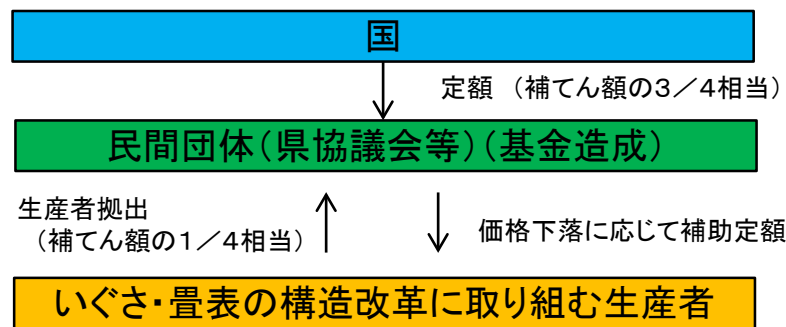 国
定額 （補てん額の３／４相当）
民間団体（県協議会等）（基金造成）
生産者拠出
（補てん額の１／４相当）
価格下落に応じて補助定額
いぐさ・畳表の構造改革に取り組む生産者